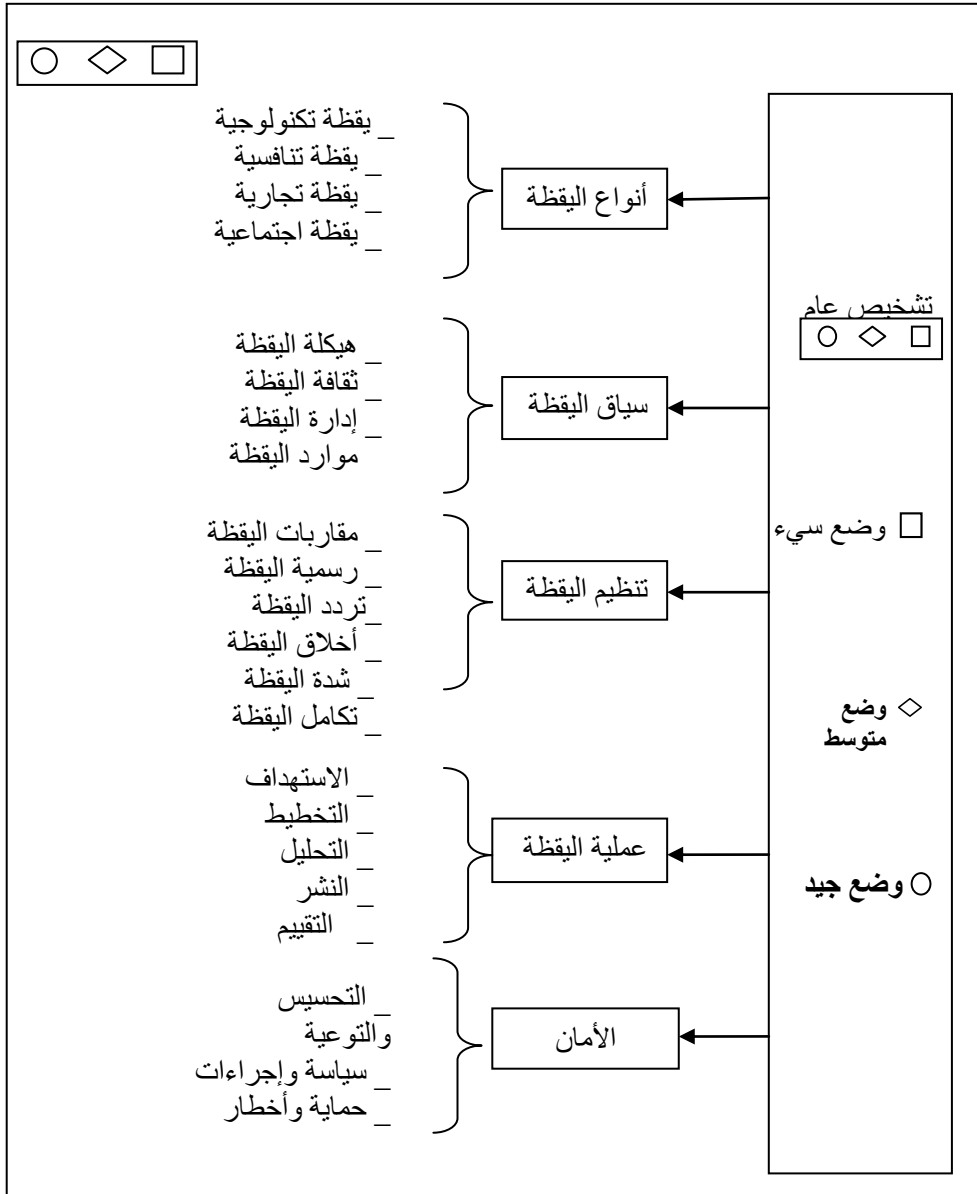 تشخيص عام
□ وضع سيء
◇ وضع
متوسط
○ وضع جيد
أنواع اليقظة
_ يقظة تكنولوجية
_ يقظة تنافسية
_ يقظة تجارية
_ يقظة اجتماعية
سياق اليقظة
_ هيكلة اليقظة
_ ثقافة اليقظة
_ إدارة اليقظة
موارد اليقظة
تنظيم اليقظة
_ مقاربات اليقظة
_ رسمية اليقظة
_ تردد اليقظة
_ أخلاق اليقظة
_ شدة اليقظة
_ تكامل اليقظة
عملية اليقظة
_ الاستهداف
_ التخطيط
_ التحليل
_ النشر
_ التقييم
الأمان
_ التحسيس
والتوعية
_ سياسة وإجراءات
_ حماية وأخطار